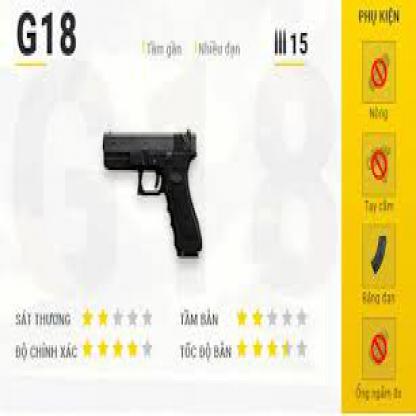 G18
Tầm gần
Nhiều đạn
15
PHỤ KIỆN
Nòng
Tay cầm
Băng đạn
Ống ngắm 4x
SÁT THƯƠNG
TẦM BẮN
ĐỘ CHÍNH XÁC
TỐC ĐỘ BẮN